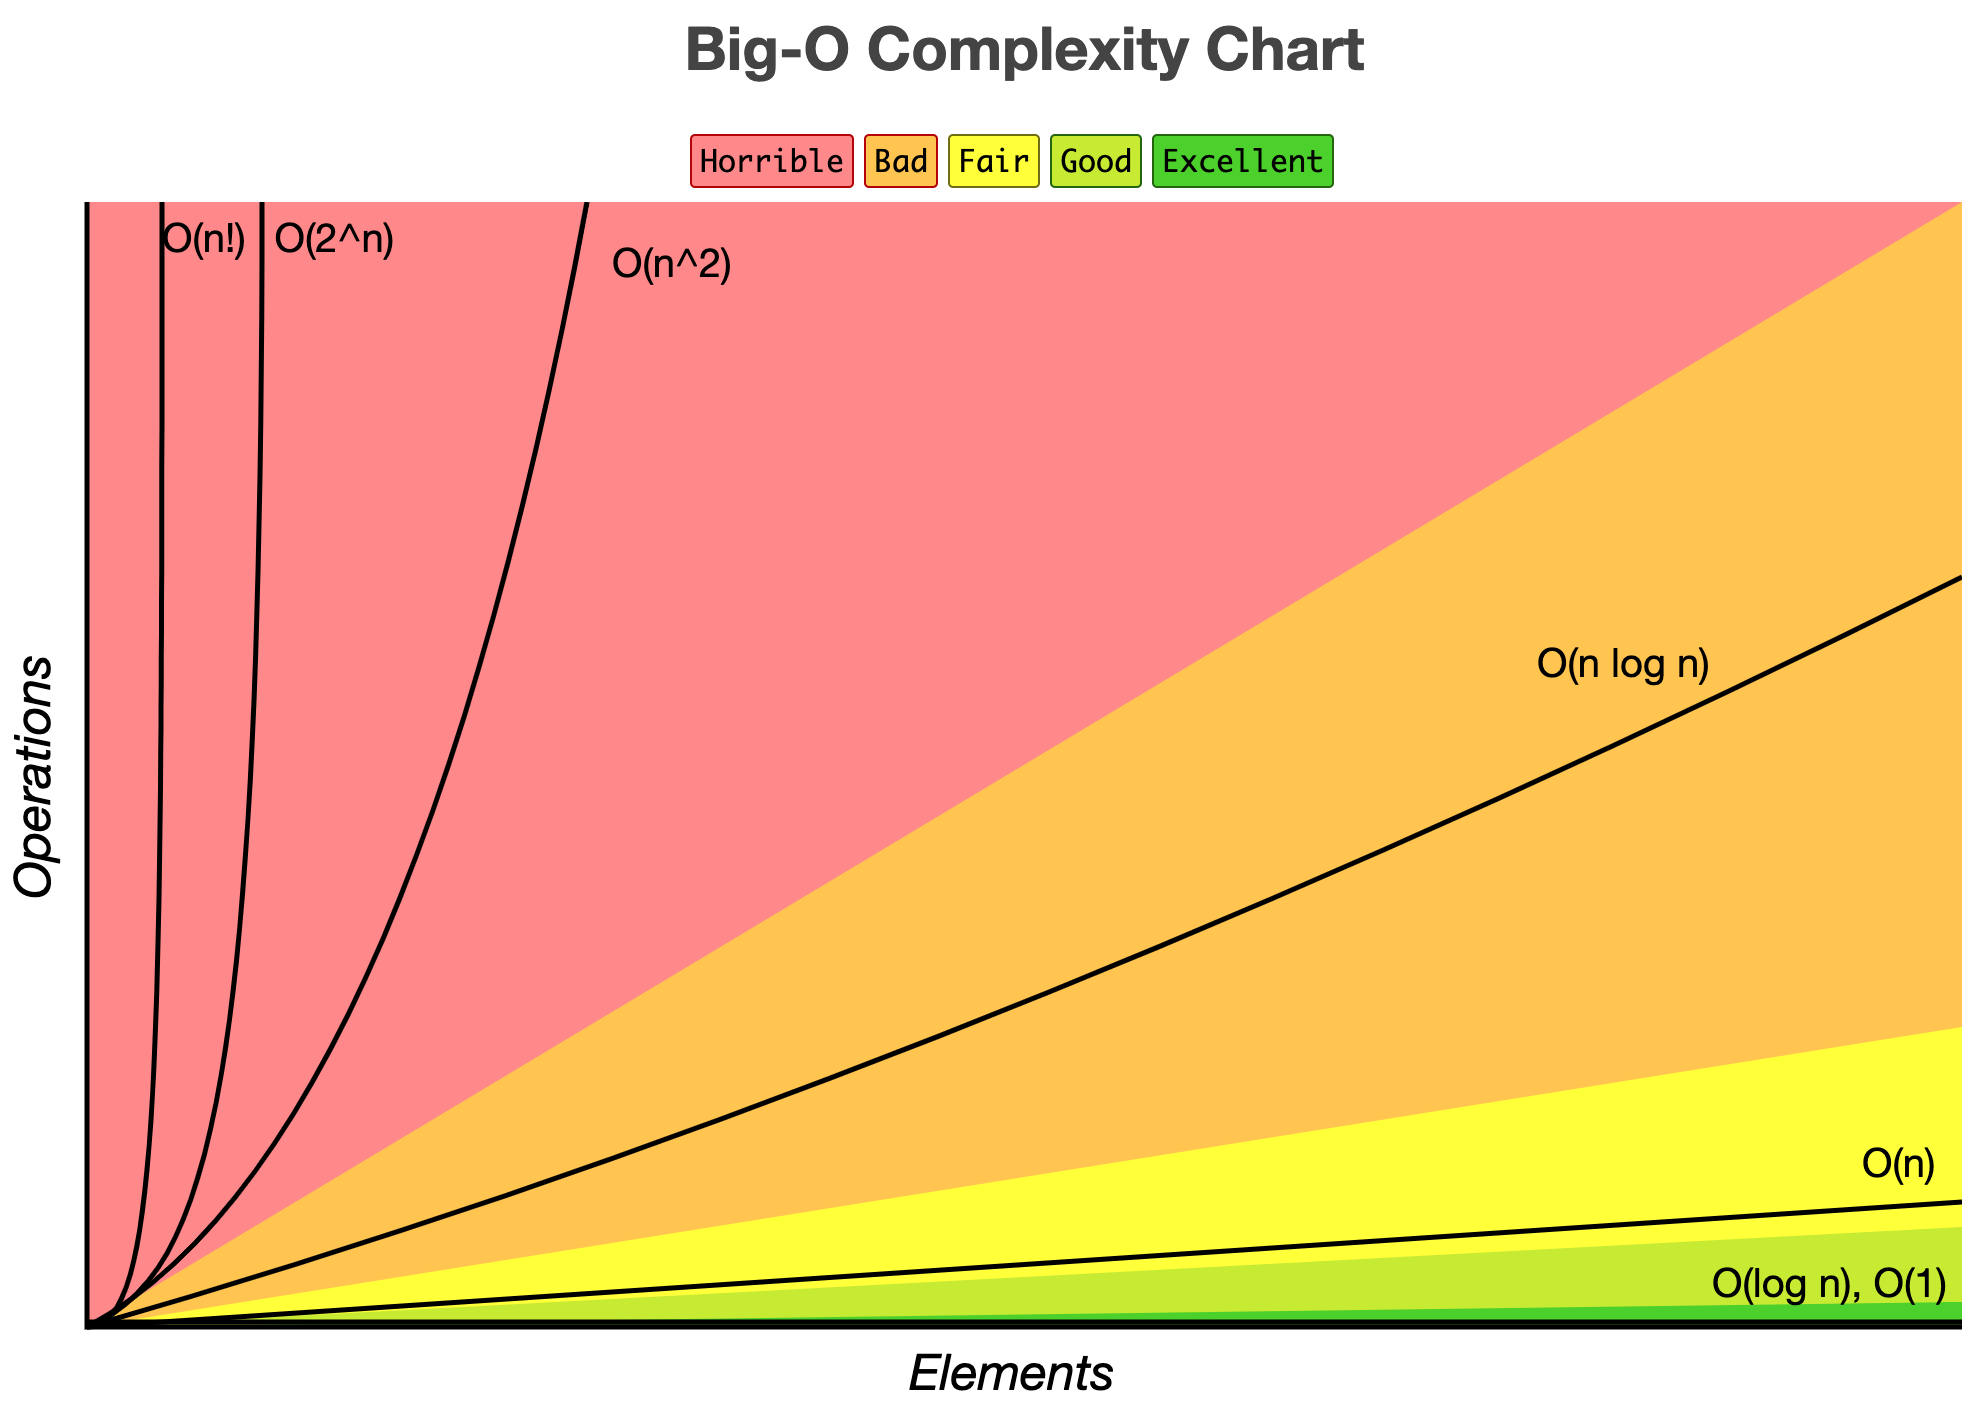 Big-O Complexity Chart
Horrible Bad Fair Good Excellent
O(n!) O(2^n)
O(n^2)
O(n log n)
O(n)
O(log n), O(1)
Operations
Elements